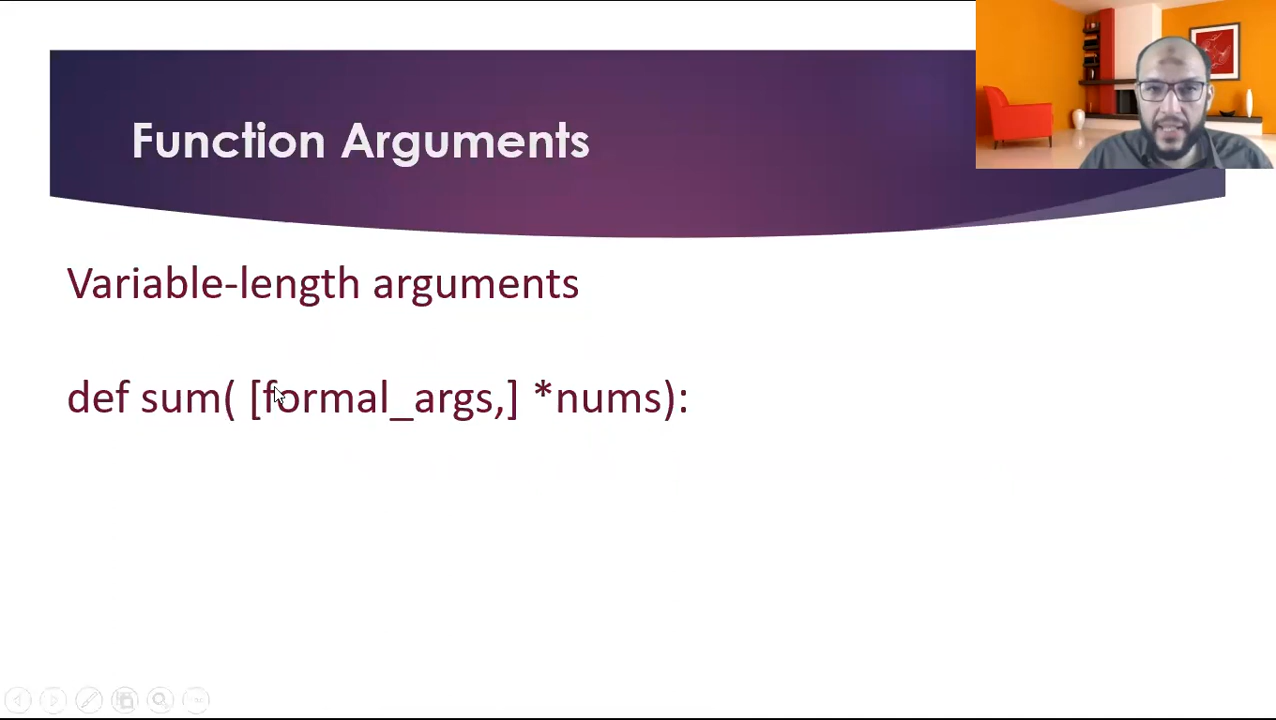 Function Arguments
Variable-length arguments
def sum( [formal_args,] *nums):